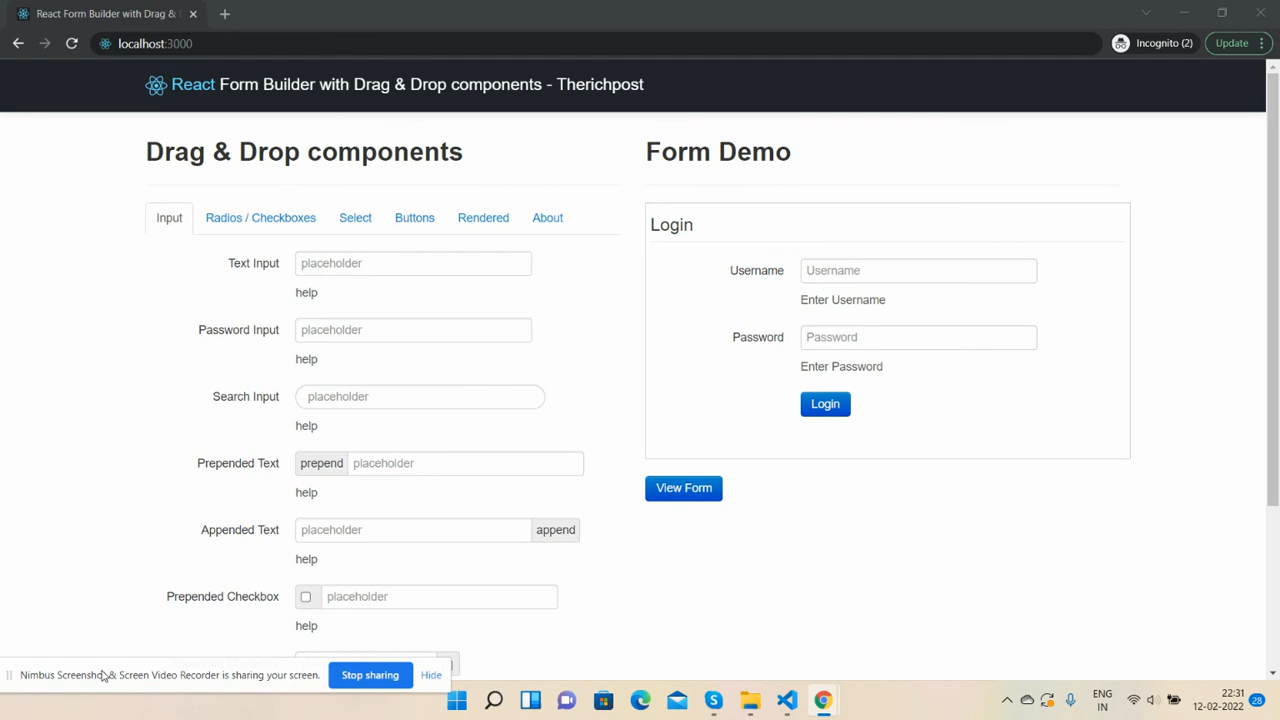 React Form Builder with Drag &
localhost:3000
Incognito (2)
Update
React Form Builder with Drag & Drop components - Therichpost
Drag & Drop components
Input
Radios / Checkboxes
Select
Buttons
Rendered
About
Text Input
placeholder
help
Password Input
placeholder
help
Search Input
placeholder
help
Prepended Text
prepend
placeholder
help
Appended Text
placeholder
append
help
Prepended Checkbox
placeholder
help
Form Demo
Login
Username
Username
Enter Username
Password
Password
Enter Password
Login
View Form
Nimbus Screenshot & Screen Video Recorder is sharing your screen.
Stop sharing
Hide
ENG
IN
22:31
12-02-2022
28